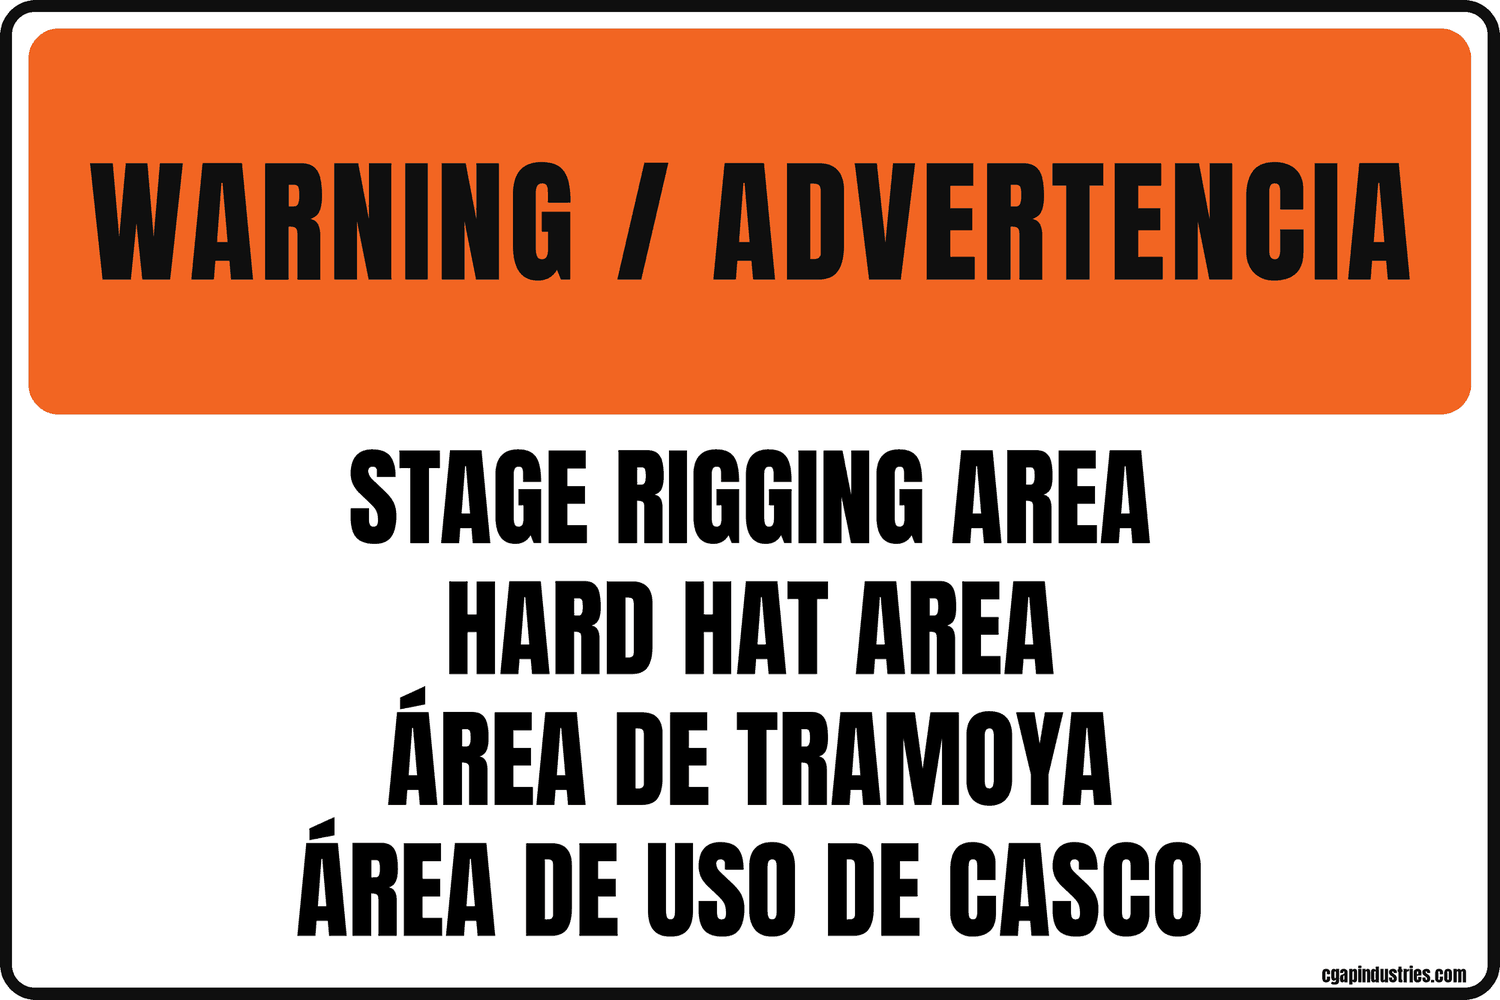 WARNING / ADVERTENCIA
STAGE RIGGING AREA
HARD HAT AREA
ÁREA DE TRAMOYA
ÁREA DE USO DE CASCO
cgapindustries.com